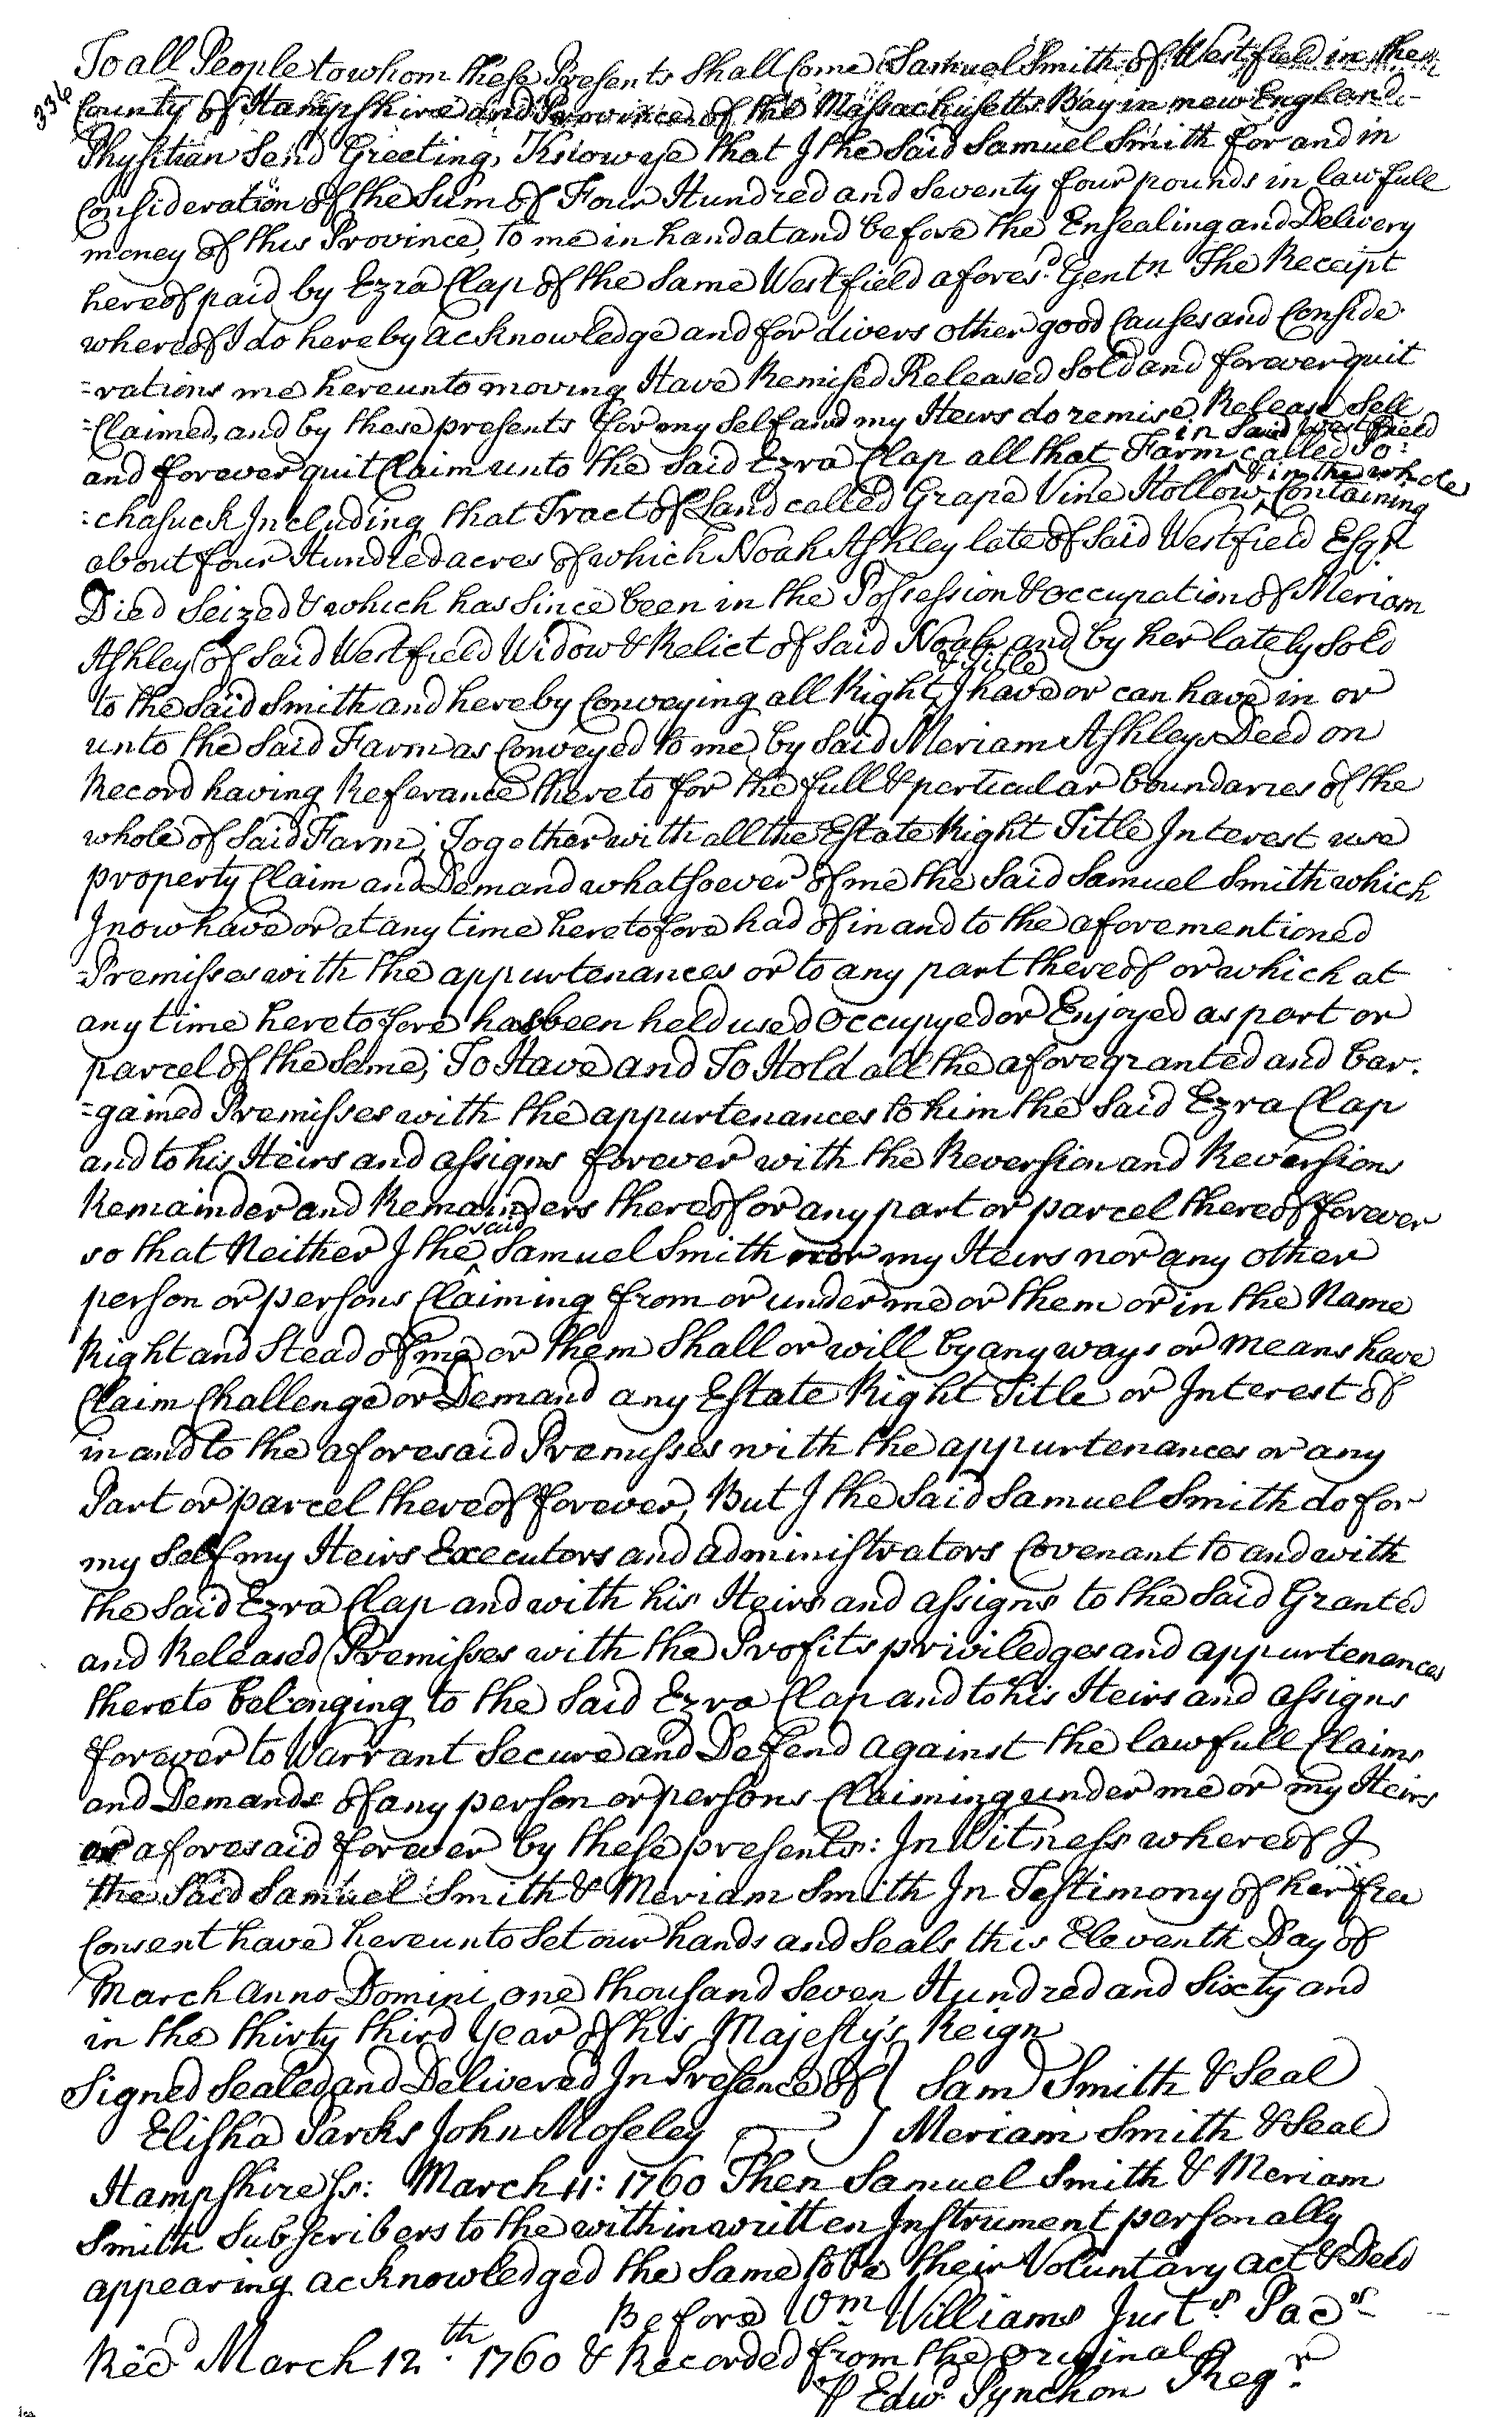 336
To all People to whom these Presents Shall Come Samuel Smith of Westfield in the
County of Hampshire and Province of the Massachusetts Bay in new England
Physitian Send Greeting, Know ye that I the Said Samuel Smith for and in
Consideration of the Sum of Four Hundred and Seventy four pounds in lawfull
money of this Province, to me in hand at and before the Ensealing and Delivery
hereof paid by Ezra Clap of the Same Westfield afores.d Gentn The Receipt
whereof I do hereby acknowledge and for divers other good Causes and Conside
=rations me hereunto moving Have Remised Released Sold and forever quit
=Claimed, and by these presents for my Self and my Heirs do remise Release Sell
in Said Westfield
and forever quit Claim unto the Said Ezra Clap all that Farm called Po:
& in the whole
:chasuck Including that Tract of Land called Grape Vine Hollow Containing
about four Hundred acres of which Noah Ashley late of Said Westfield Esqr
Died Seized & which has Since been in the Possession & occupation of Meriam
Ashley of Said Westfield Widow & Relict of Said Noah and by her lately Sold
& Title
to the Said Smith and hereby Conveying all Right I have or can have in or
unto the Said Farm as Conveyed to me by Said Meriam Ashleys Deed on
Record having Referance thereto for the full & perticular Boundaries of the
whole of Said Farm; Together with all the Estate Right Title Interest use
property Claim and Demand whatsoever of me the Said Samuel Smith which
I now have or at any time heretofore had of in and to the aforementioned
Premisses with the appurtenances or to any part thereof or which at
any time heretofore has been held used Occupyed or Enjoyed as part or
parcel of the Same; To Have and To Hold all the aforegranted and bar.
=gained Premisses with the appurtenances to him the Said Ezra Clap
and to his Heirs and assigns forever with the Reversion and Reversions
Remainder and Remainders thereof or any part or parcel thereof forever
said
so that Neither I the Samuel Smith nor my Heirs nor any other
person or persons Claiming from or under me or them or in the Name
Right and Stead of me or them Shall or will by any ways or means have
Claim Challenge or Demand any Estate Right Title or Interest of
in and to the aforesaid Premisses with the appurtenances or any
Part or parcel thereof forever, But I the Said Samuel Smith do for
my Self my Heirs Executors and administrators Covenant to and with
the Said Ezra Clap and with his Heirs and assigns to the Said Granted
and Released Premisses with the Profits priviledges and appurtenances
thereto belonging to the Said Ezra Clap and to his Heirs and assigns
forever to Warrant Secure and Defend against the lawfull Claims
and Demands of any person or persons Claiming under me or my Heirs
as aforesaid forever by these presents: In Witness whereof I
the Said Samuel Smith & Meriam Smith In Testimony of her free
Consent have hereunto Set our hands and Seals this Eleventh Day of
March anno Domini one thousand Seven Hundred and Sixty and
in the thirty third Year of his Majesty's Reign
Signed Sealed and Delivered In Presence of } Sam Smith & Seal
Elisha Parks John Moseley } Meriam Smith & Seal
Hampshire Ss: March 11: 1760 Then Samuel Smith & Meriam
Smith Subscribers to the within written Instrument personally
appearing acknowledged the Same to be their Voluntary act & Deed
Before Wm Williams Justs Pacs
Recd March 12th. 1760 & Recorded from the original
P Edwd Pynchon Regr.